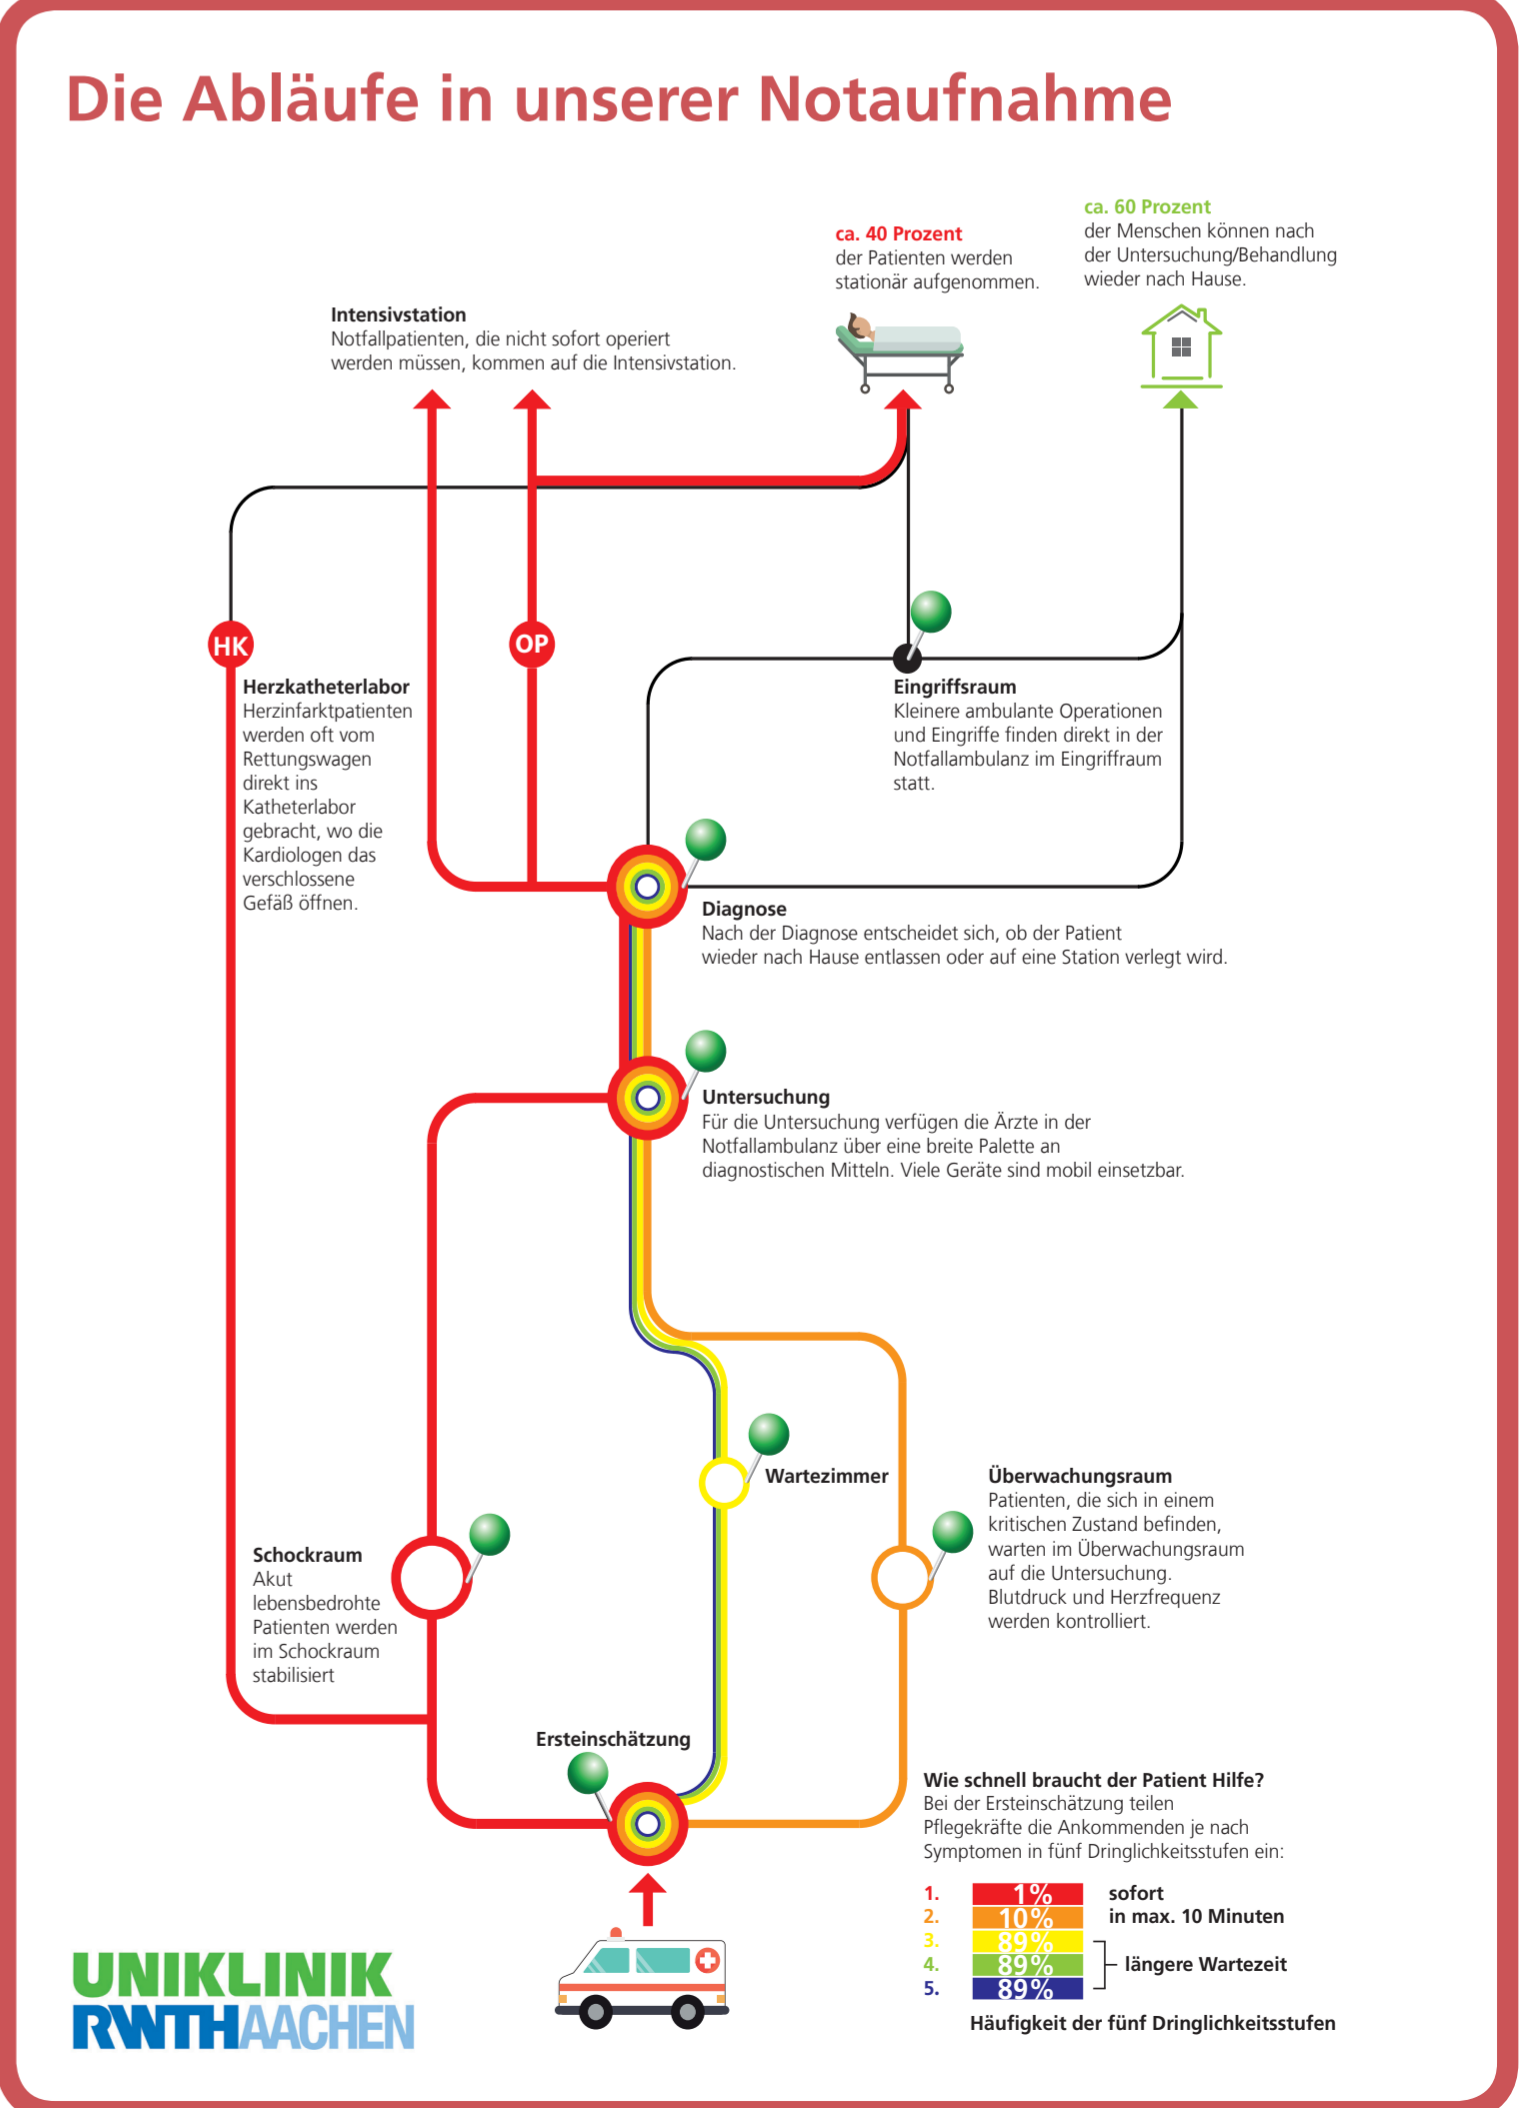 Die Abläufe in unserer Notaufnahme
ca. 60 Prozent
der Menschen können nach
der Untersuchung/Behandlung
wieder nach Hause.
ca. 40 Prozent
der Patienten werden
stationär aufgenommen.
Intensivstation
Notfallpatienten, die nicht sofort operiert
werden müssen, kommen auf die Intensivstation.
HK
OP
Herzkatheterlabor
Herzinfarktpatienten
werden oft vom
Rettungswagen
direkt ins
Katheterlabor
gebracht, wo die
Kardiologen das
verschlossene
Gefäß öffnen.
Eingriffsraum
Kleinere ambulante Operationen
und Eingriffe finden direkt in der
Notfallambulanz im Eingriffraum
statt.
Diagnose
Nach der Diagnose entscheidet sich, ob der Patient
wieder nach Hause entlassen oder auf eine Station verlegt wird.
Untersuchung
Für die Untersuchung verfügen die Ärzte in der
Notfallambulanz über eine breite Palette an
diagnostischen Mitteln. Viele Geräte sind mobil einsetzbar.
Wartezimmer
Überwachungsraum
Patienten, die sich in einem
kritischen Zustand befinden,
warten im Überwachungsraum
auf die Untersuchung.
Blutdruck und Herzfrequenz
werden kontrolliert.
Schockraum
Akut
lebensbedrohte
Patienten werden
im Schockraum
stabilisiert
Ersteinschätzung
Wie schnell braucht der Patient Hilfe?
Bei der Ersteinschätzung teilen
Pflegekräfte die Ankommenden je nach
Symptomen in fünf Dringlichkeitsstufen ein:
1. 1% sofort
2. 10% in max. 10 Minuten
3. 89%
4. 89% längere Wartezeit
5. 89%
Häufigkeit der fünf Dringlichkeitsstufen
UNIKLINIK
RWTHAACHEN